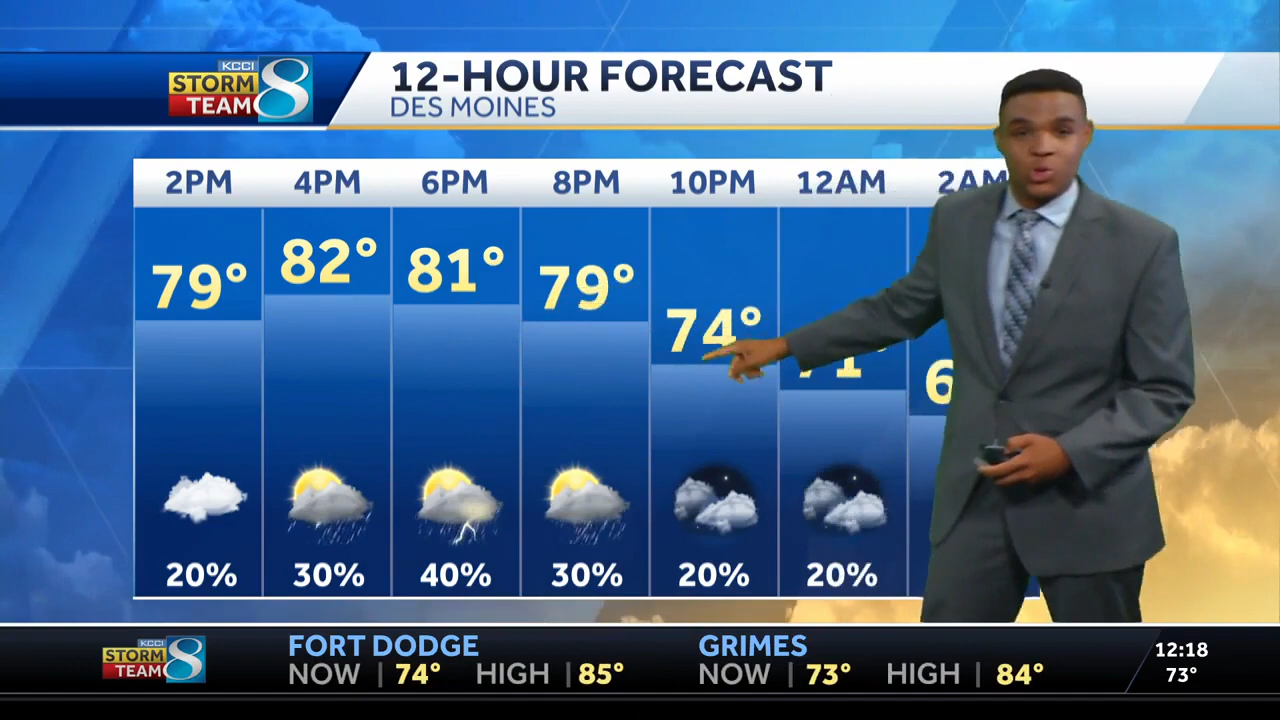 KCCI
STORM
TEAM 8
12-HOUR FORECAST
DES MOINES
2PM 4PM 6PM 8PM 10PM 12AM 2AM
79° 82° 81° 79° 74° 71°
20% 30% 40% 30% 20% 20%
KCCI
STORM
TEAM 8
FORT DODGE
NOW | 74° HIGH | 85°
GRIMES
NOW | 73° HIGH | 84°
12:18
73°